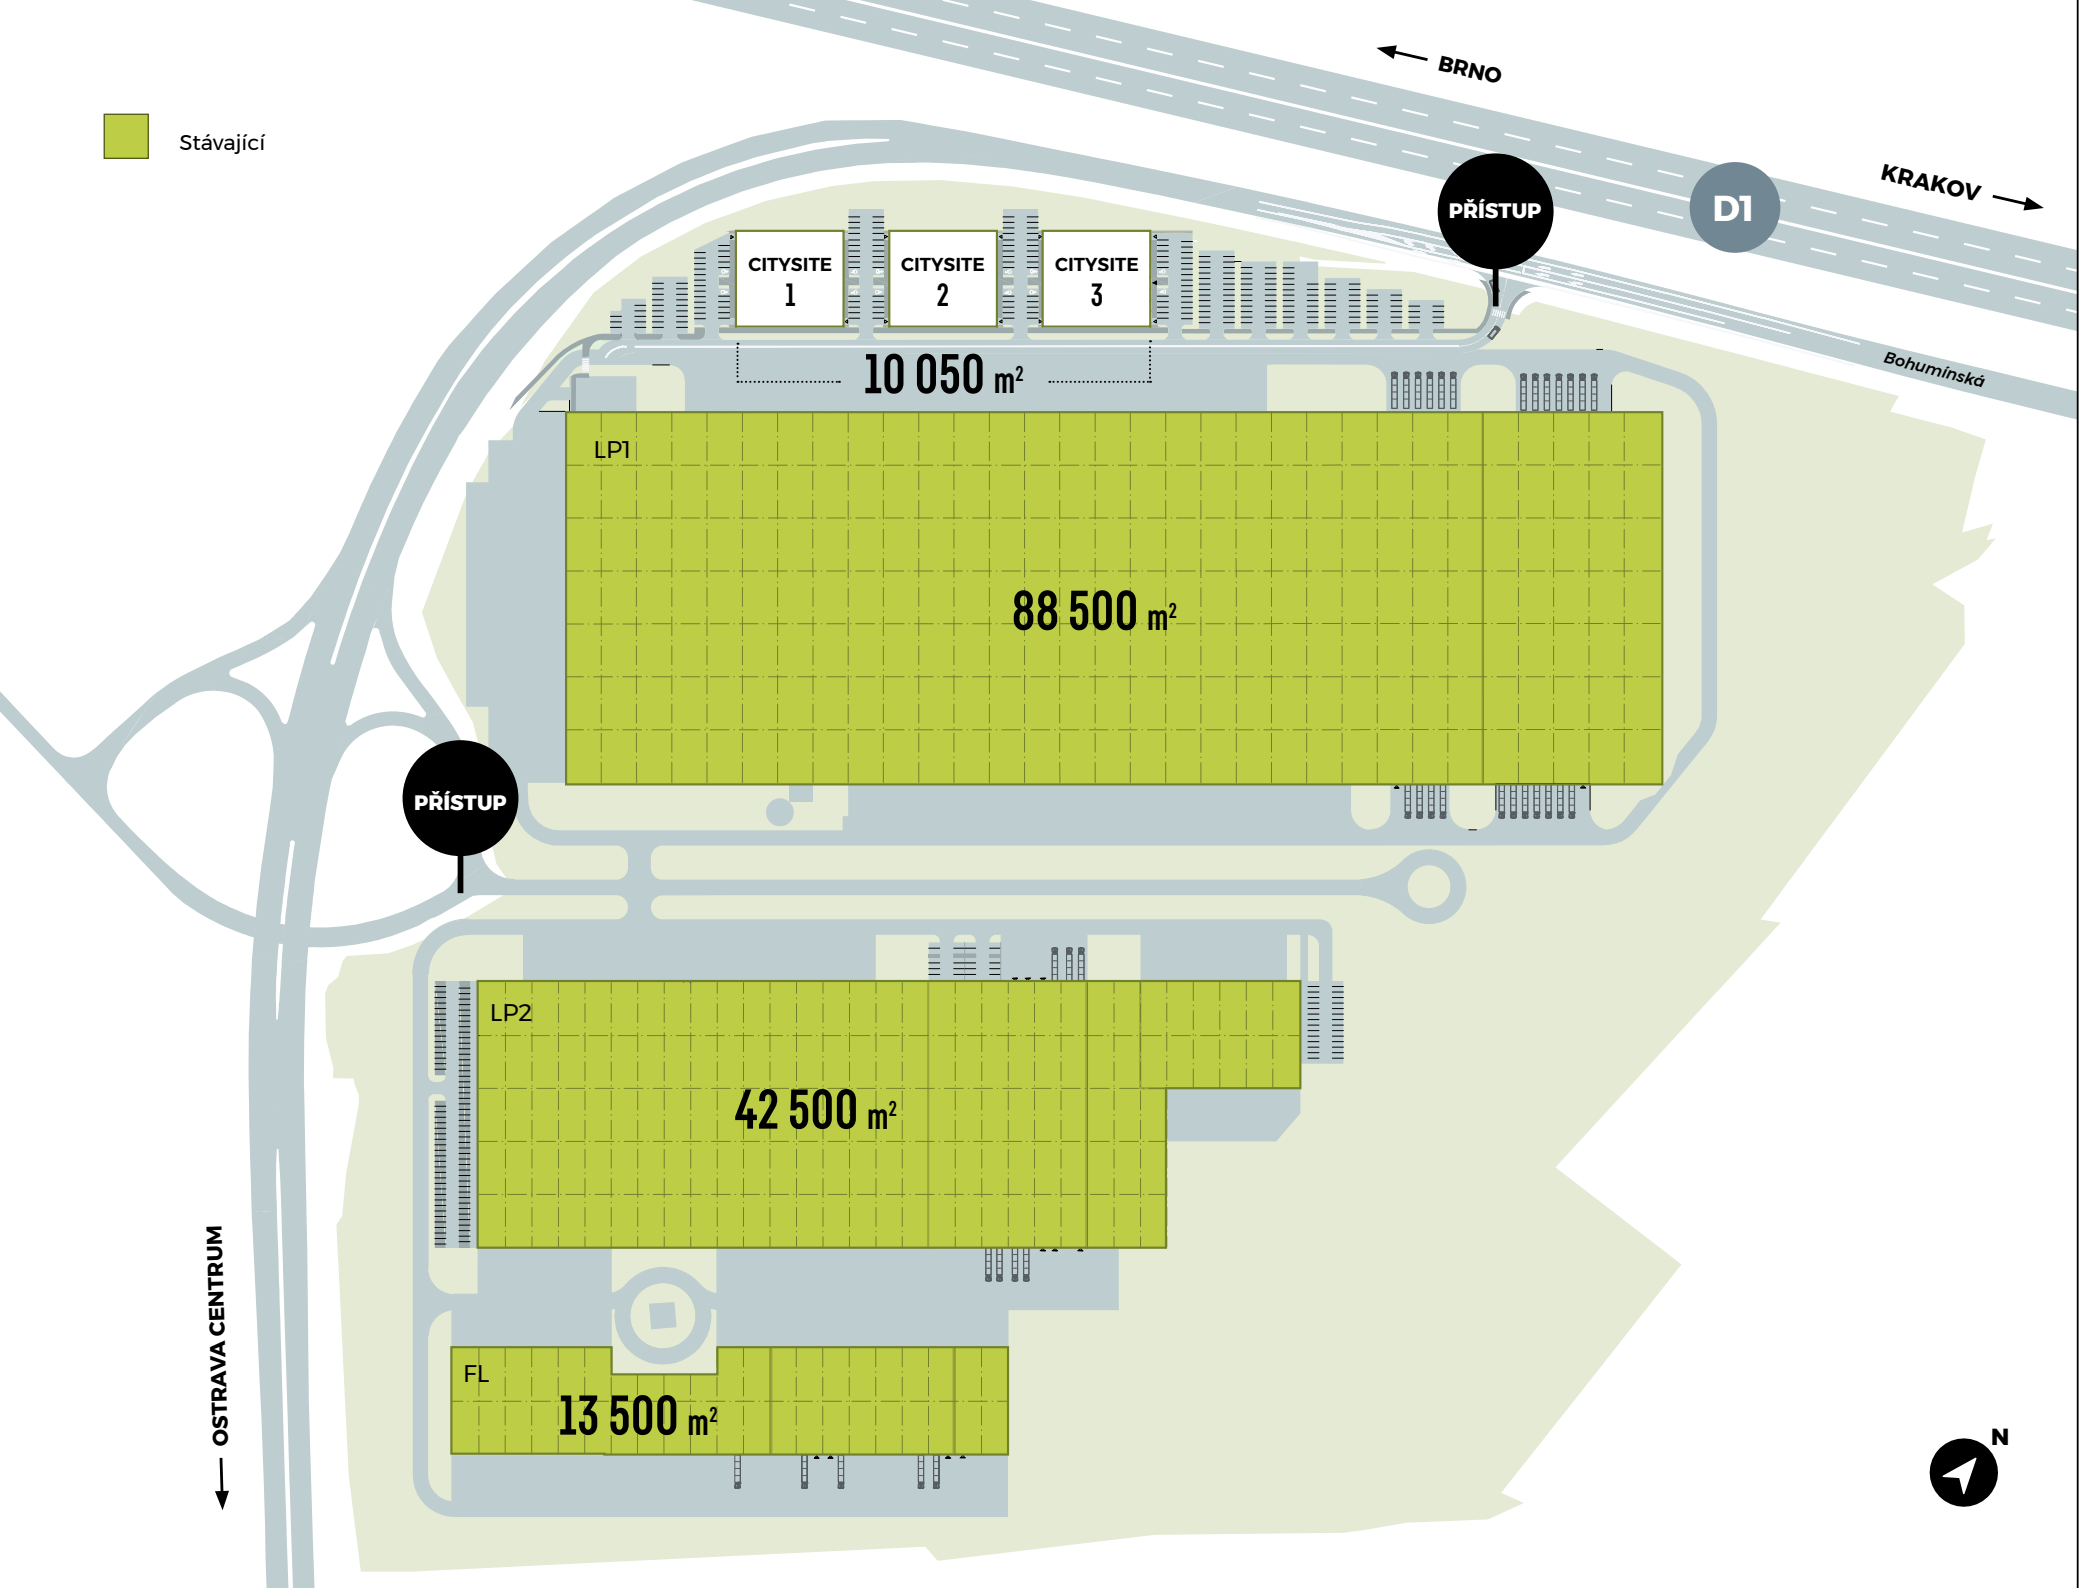 BRNO
KRAKOV
D1
PŘÍSTUP
Stávající
CITYSITE
1
CITYSITE
2
CITYSITE
3
Bohumínská
10 050 m²
LP1
88 500 m²
PŘÍSTUP
LP2
42 500 m²
OSTRAVA CENTRUM
FL
13 500 m²
N